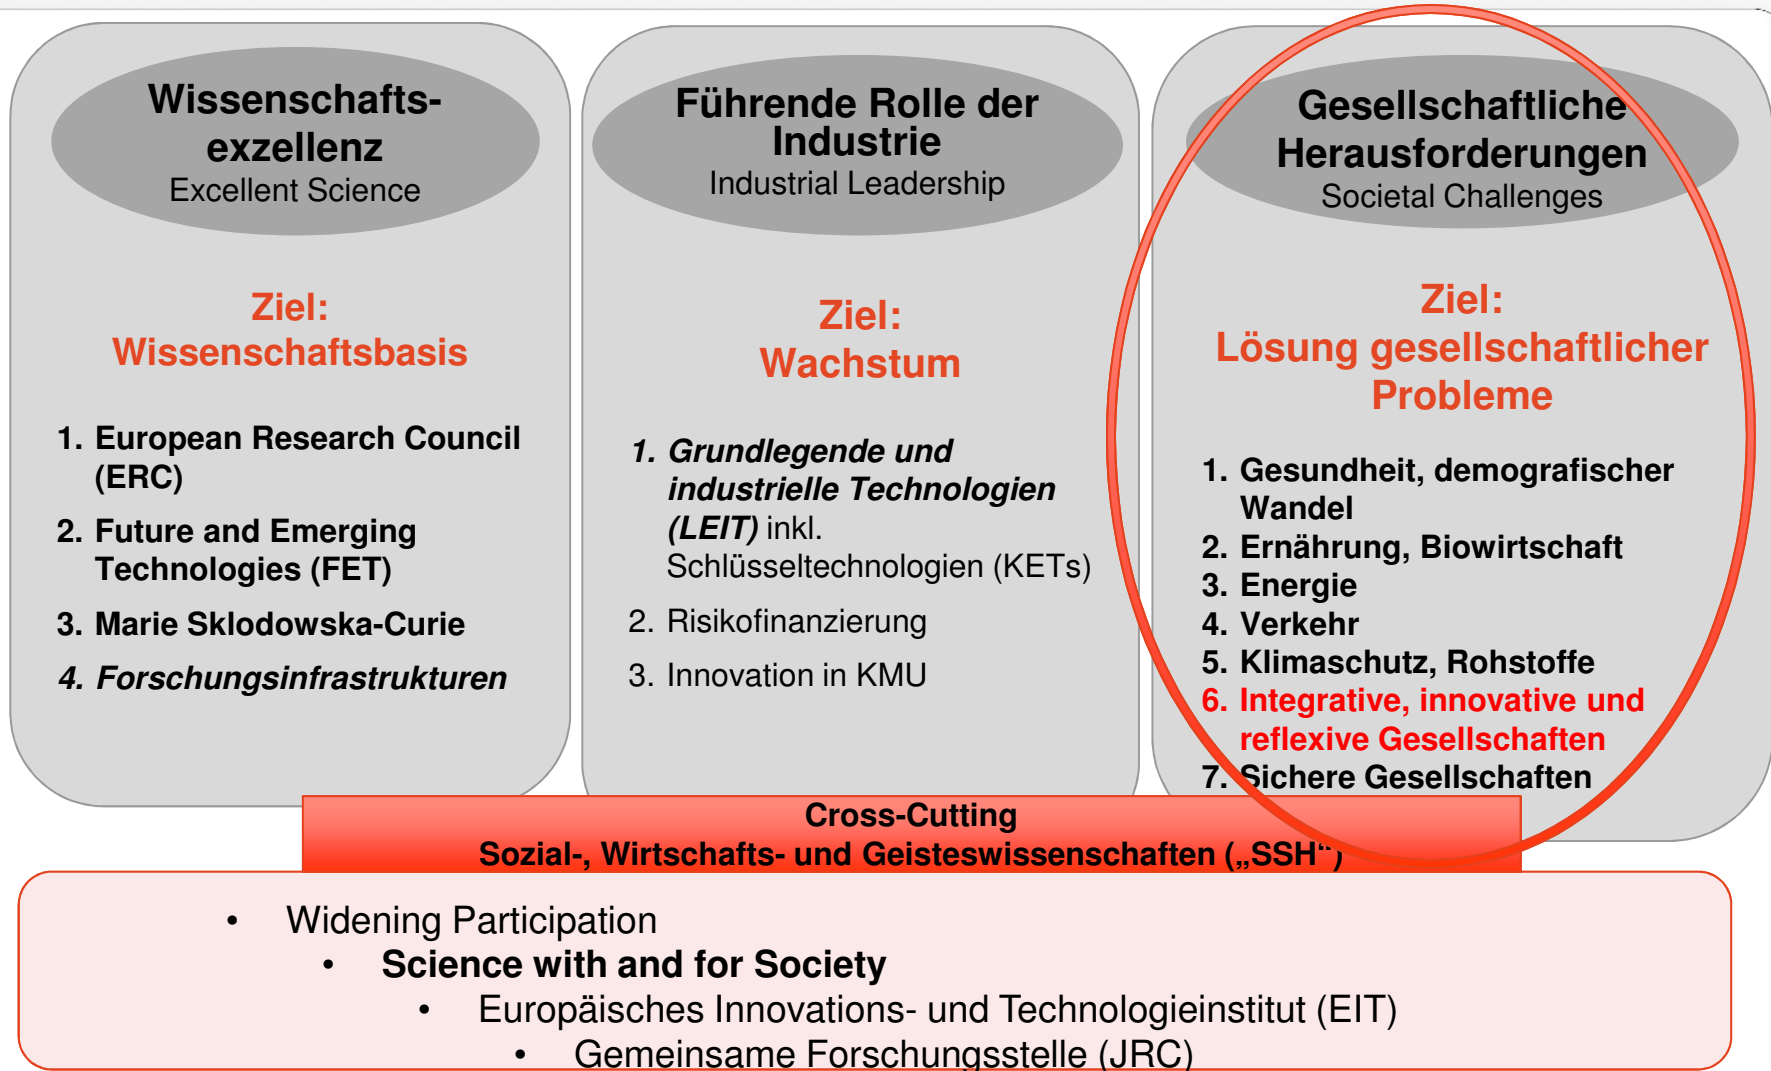 Wissenschafts-
exzellenz
Excellent Science
Ziel:
Wissenschaftsbasis
1. European Research Council
(ERC)
2. Future and Emerging
Technologies (FET)
3. Marie Sklodowska-Curie
4. Forschungsinfrastrukturen
Führende Rolle der
Industrie
Industrial Leadership
Ziel:
Wachstum
1. Grundlegende und
industrielle Technologien
(LEIT) inkl.
Schlüsseltechnologien (KETs)
2. Risikofinanzierung
3. Innovation in KMU
Gesellschaftliche
Herausforderungen
Societal Challenges
Ziel:
Lösung gesellschaftlicher
Probleme
1. Gesundheit, demografischer
Wandel
2. Ernährung, Biowirtschaft
3. Energie
4. Verkehr
5. Klimaschutz, Rohstoffe
6. Integrative, innovative und
reflexive Gesellschaften
7. Sichere Gesellschaften
Cross-Cutting
Sozial-, Wirtschafts- und Geisteswissenschaften („SSH“)
• Widening Participation
• Science with and for Society
• Europäisches Innovations- und Technologieinstitut (EIT)
• Gemeinsame Forschungsstelle (JRC)